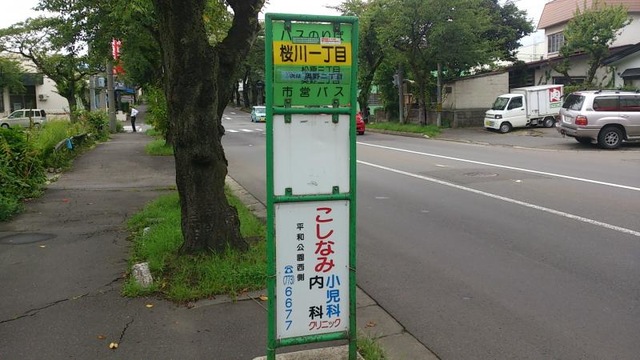 バスのりば
桜川一丁目
市営バス
こしなみ
小児科
内科
クリニック
平和公園西側
☎(773)6677